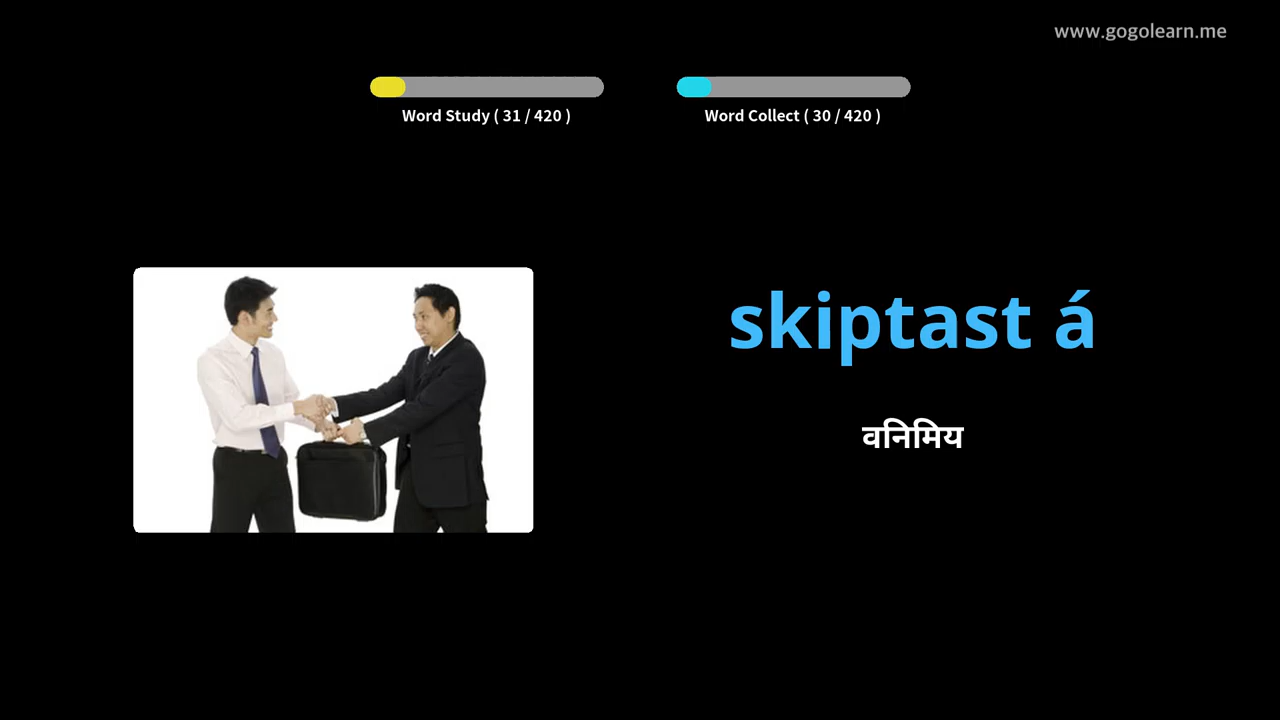 www.gogolearn.me
Word Study ( 31 / 420 )
Word Collect ( 30 / 420 )
skiptast á
वनिमिय